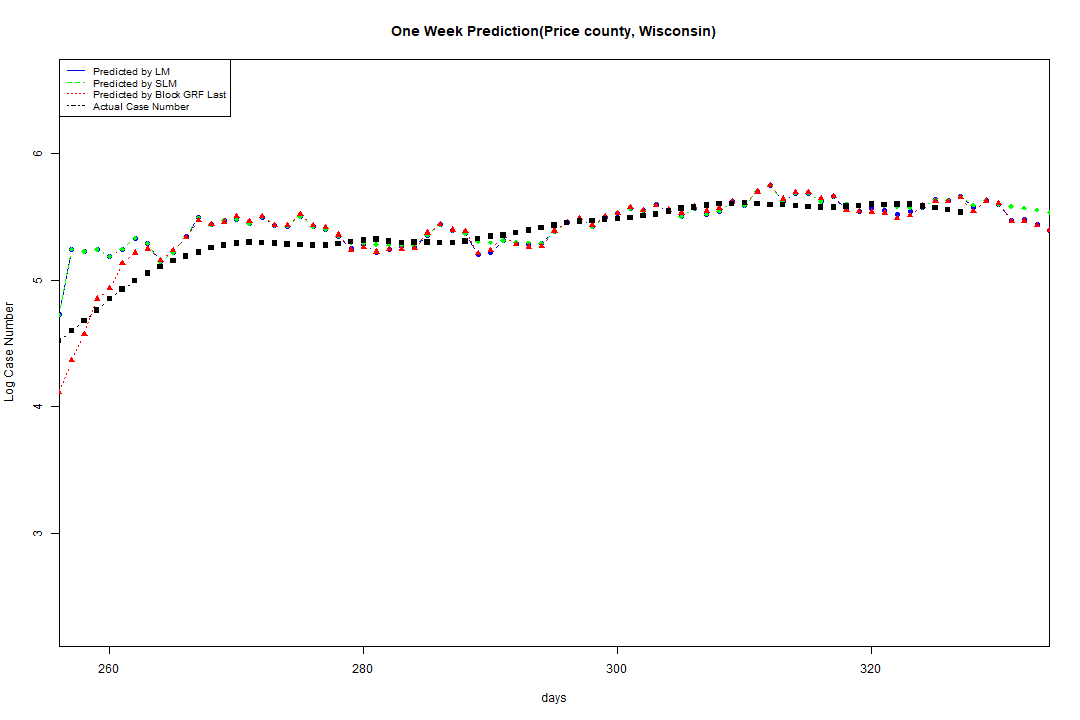 One Week Prediction(Price county, Wisconsin)
Predicted by LM
Predicted by SLM
Predicted by Block GRF Last
Actual Case Number
6
5
4
3
Log Case Number
260 280 300 320
days